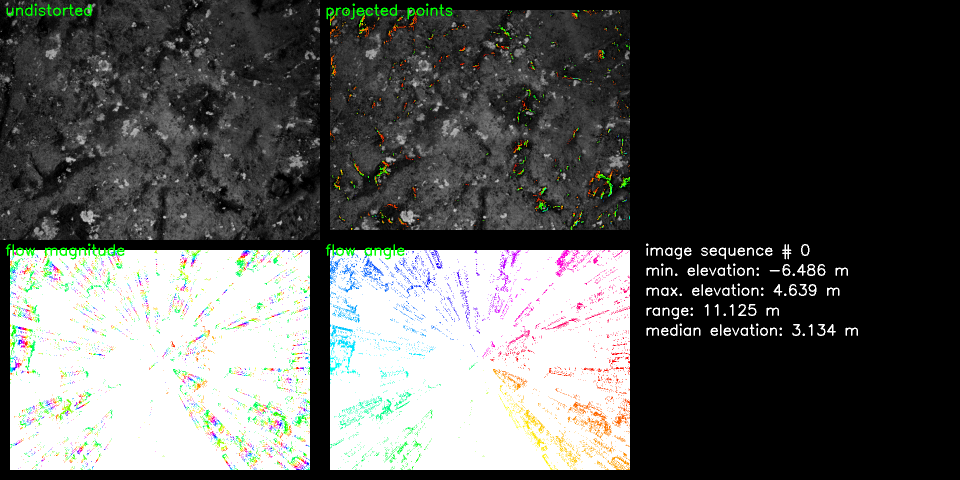 undistorted
projected points
flow magnitude
flow angle
image sequence # 0
min. elevation: -6.486 m
max. elevation: 4.639 m
range: 11.125 m
median elevation: 3.134 m